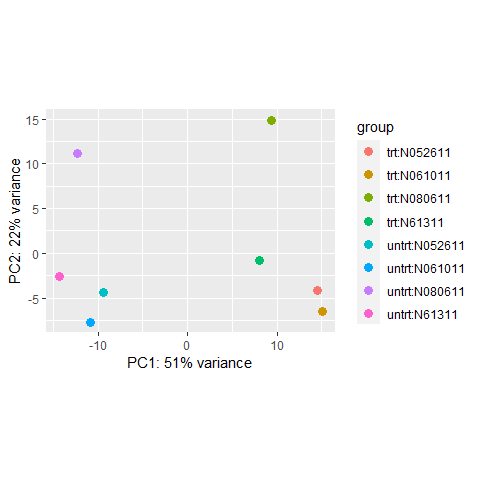 15
10
5
0
-5
-10
0
10
PC1: 51% variance
PC2: 22% variance
group
trt:N052611
trt:N061011
trt:N080611
trt:N61311
untrt:N052611
untrt:N061011
untrt:N080611
untrt:N61311